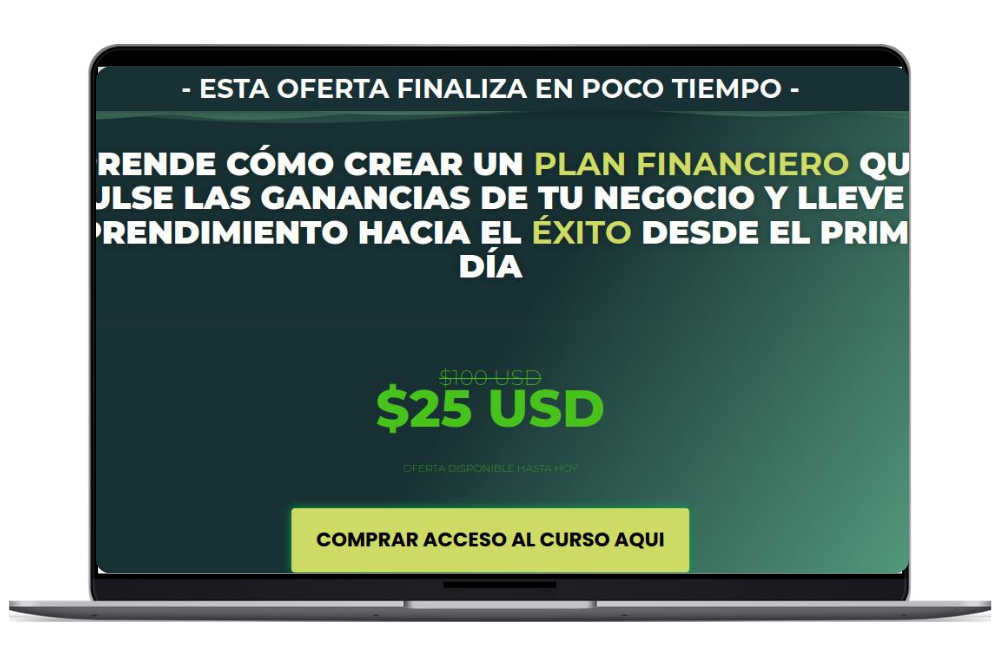 - ESTA OFERTA FINALIZA EN POCO TIEMPO -
RENDE CÓMO CREAR UN PLAN FINANCIERO QU
ULSE LAS GANANCIAS DE TU NEGOCIO Y LLEVE
PRENDIMIENTO HACIA EL ÉXITO DESDE EL PRIM
DÍA
$100 USD
$25 USD
OFERTA DISPONIBLE HASTA HOY
COMPRAR ACCESO AL CURSO AQUI